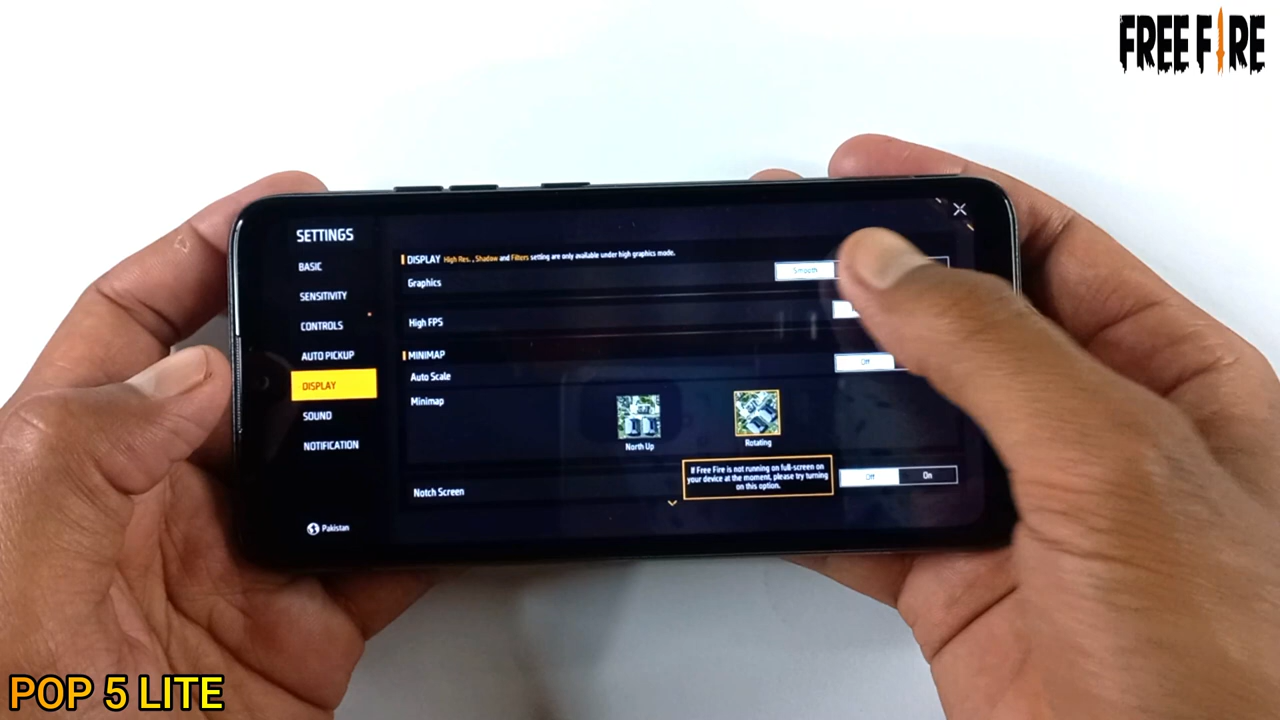 FREE FIRE
SETTINGS
BASIC
SENSITIVITY
CONTROLS
AUTO PICKUP
DISPLAY
SOUND
NOTIFICATION
Pakistan
DISPLAY High Res. , Shadow and Filters setting are only available under high graphics mode.
Graphics
Smooth
High FPS
MINIMAP
Auto Scale
Off
Minimap
North Up
Rotating
If Free Fire is not running on full-screen on
your device at the moment, please try turning
on this option.
Notch Screen
Off
On
POP 5 LITE